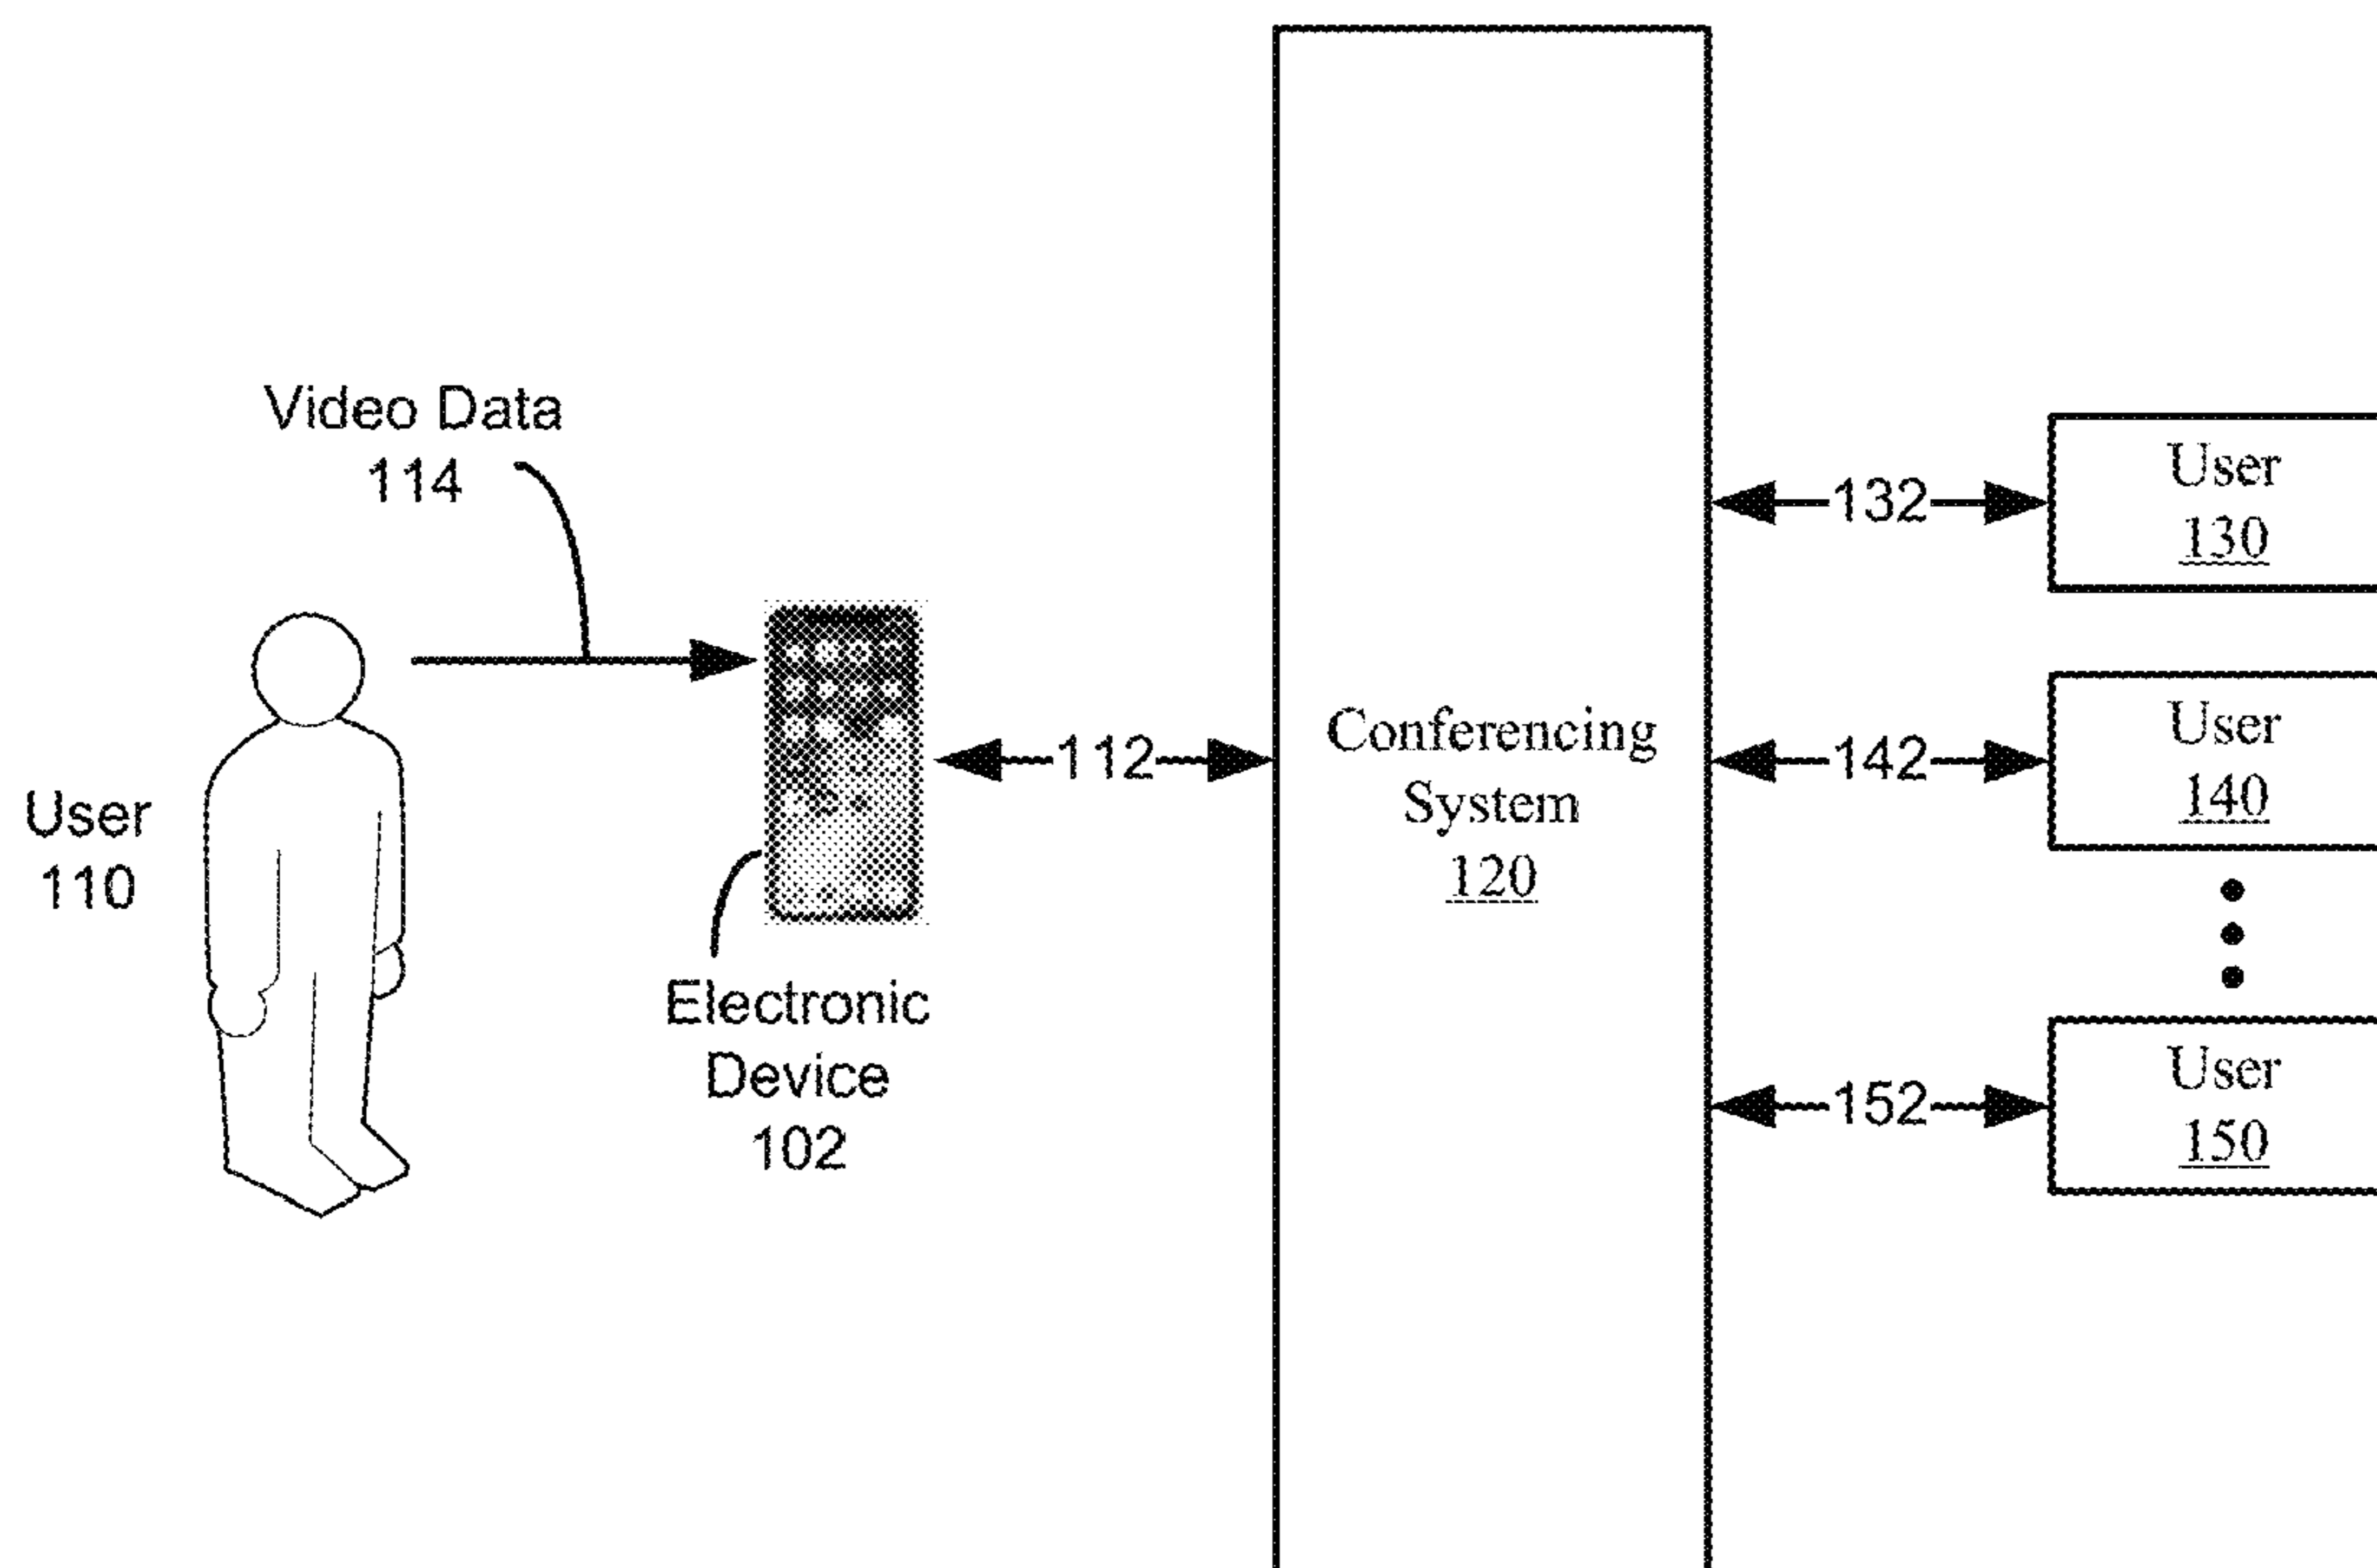 Video Data
114
User
110
Electronic
Device
102
112
Conferencing
System
120
132
User
130
142
User
140
152
User
150